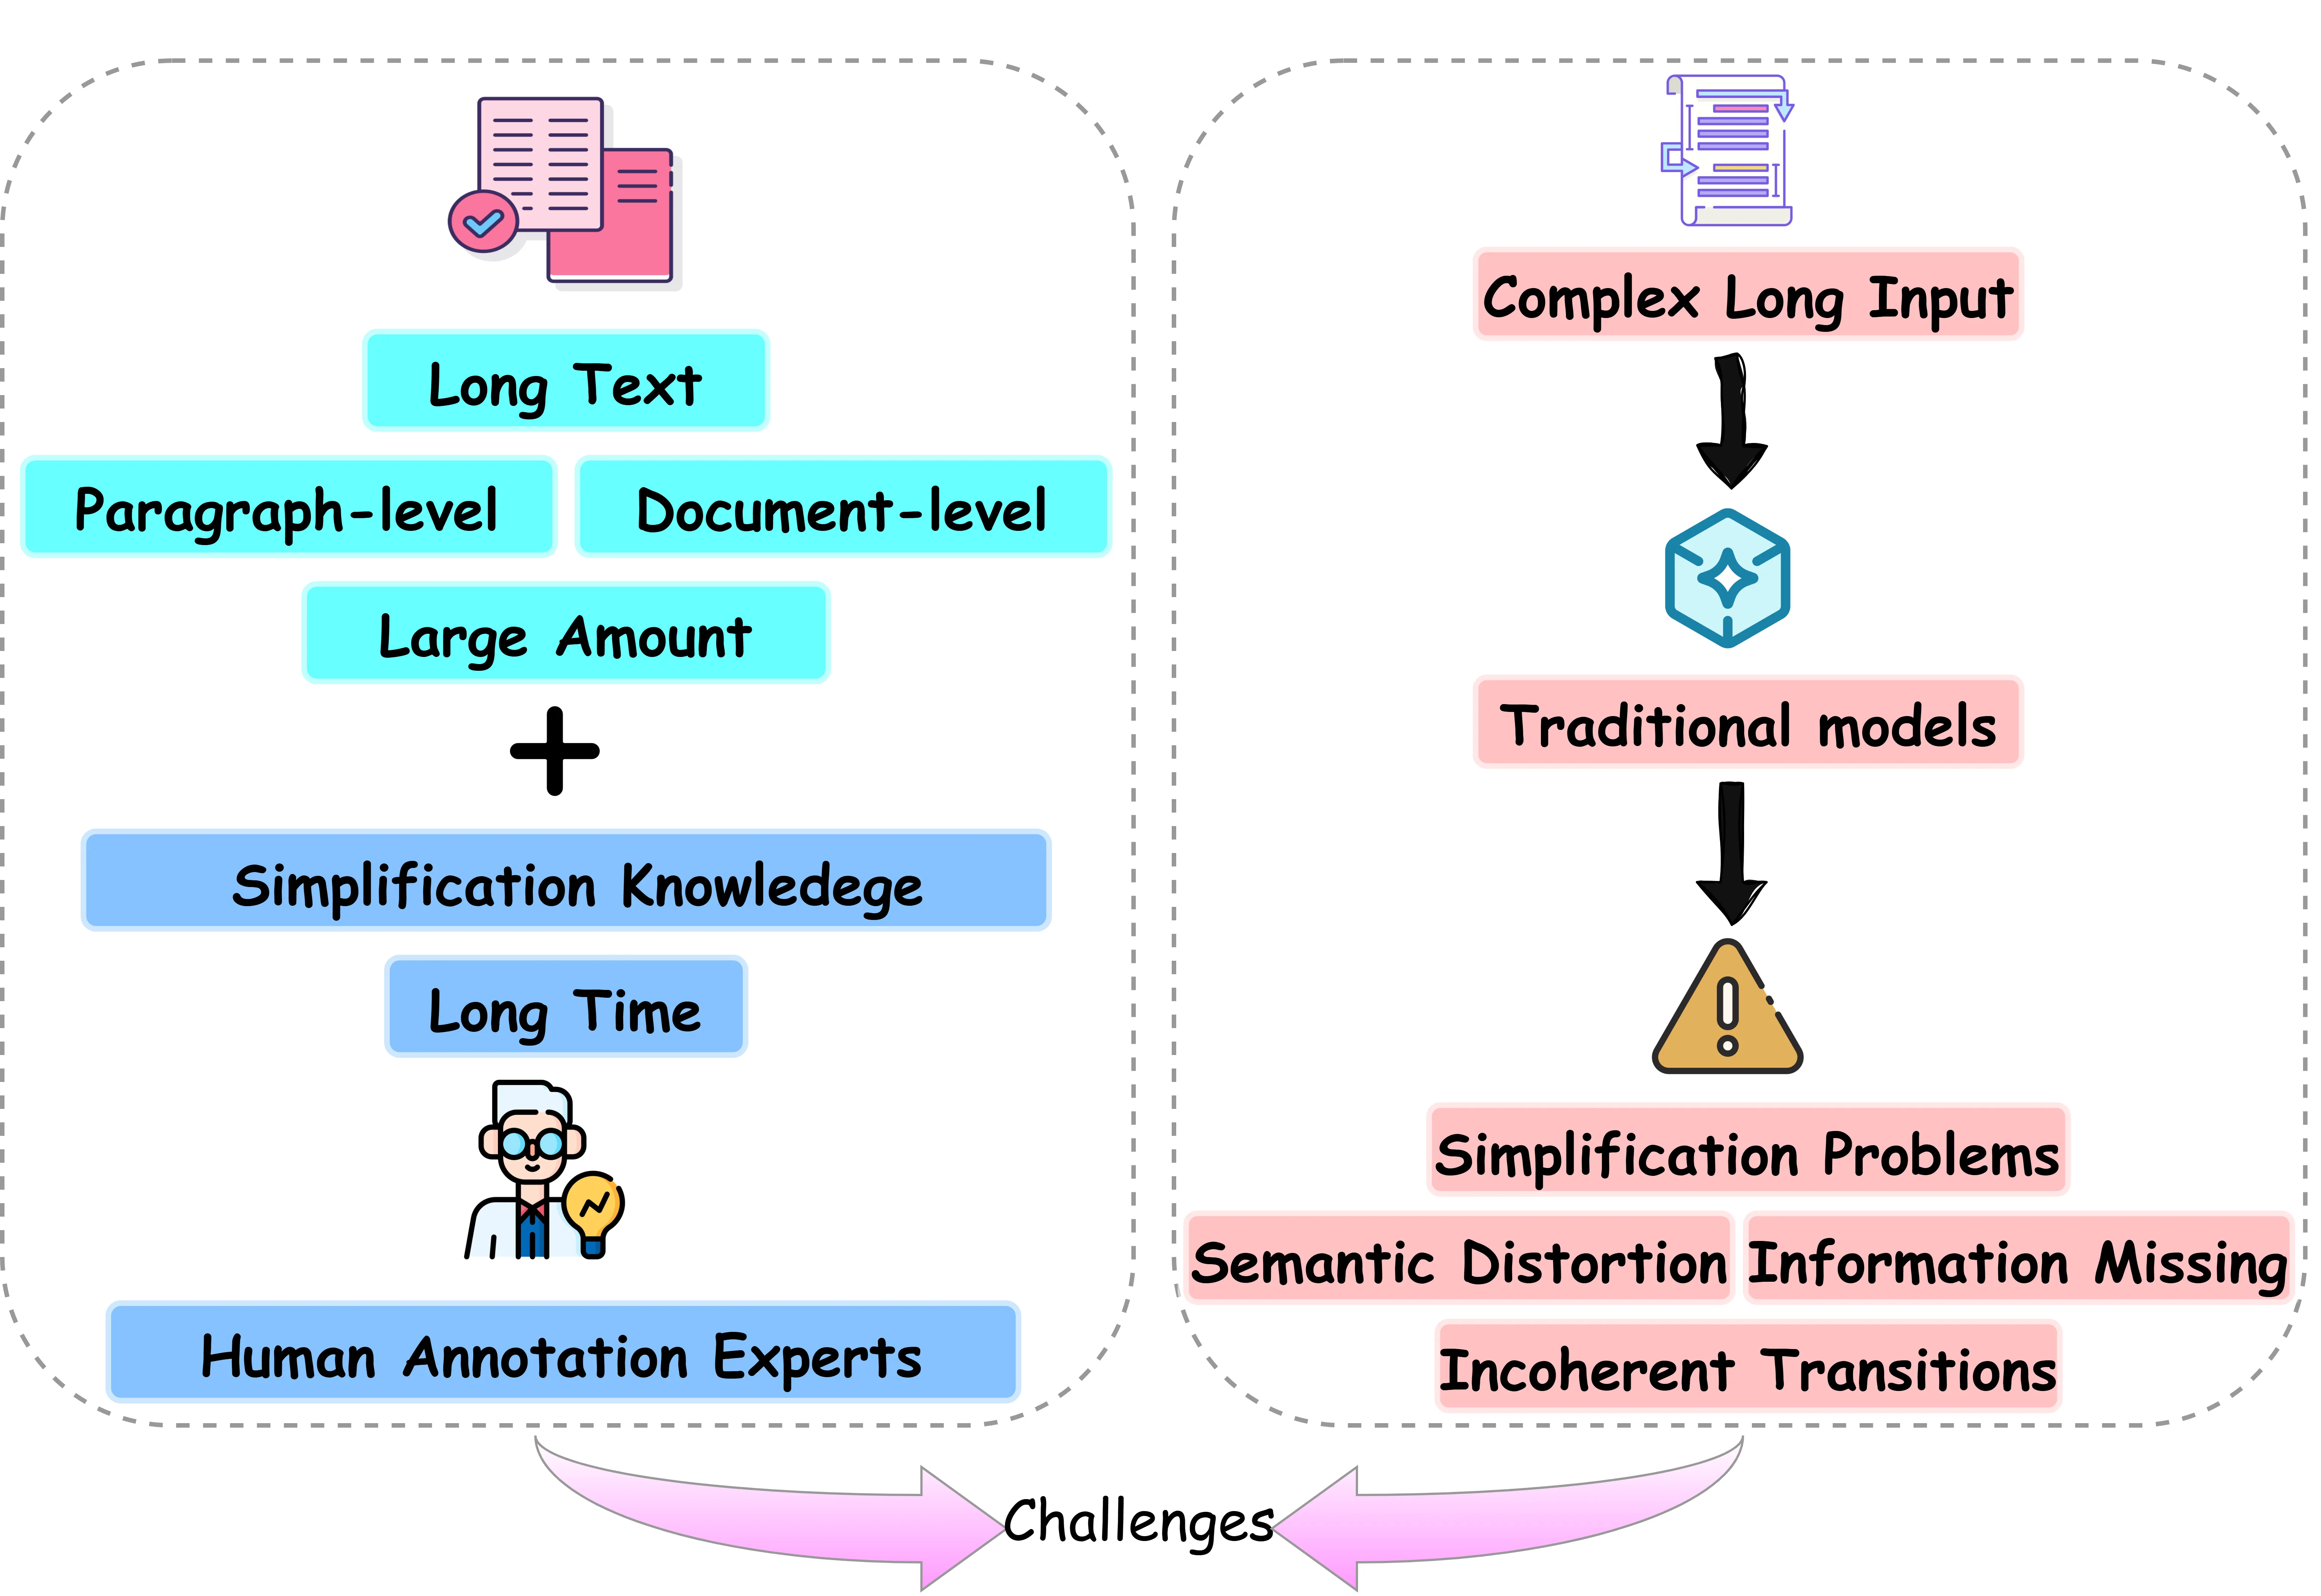 Long Text
Paragraph-level
Document-level
Large Amount
Simplification Knowledege
Long Time
Human Annotation Experts
Complex Long Input
Traditional models
Simplification Problems
Semantic Distortion
Information Missing
Incoherent Transitions
Challenges